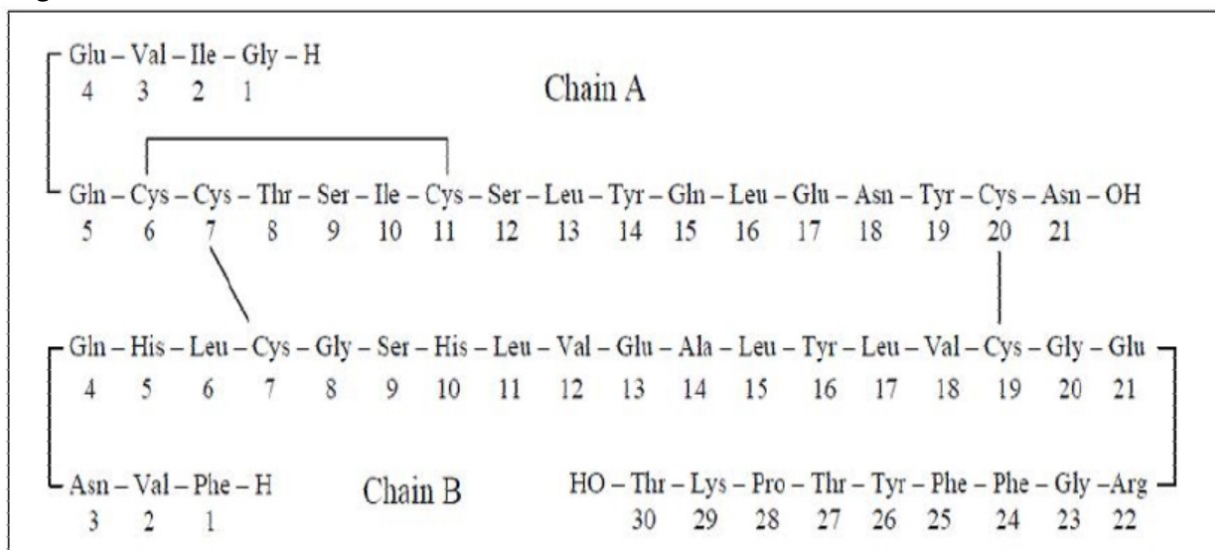 Glu – Val – Ile – Gly – H
4 3 2 1
Chain A
Gln – Cys – Cys – Thr – Ser – Ile – Cys – Ser – Leu – Tyr – Gln – Leu – Glu – Asn – Tyr – Cys – Asn – OH
5 6 7 8 9 10 11 12 13 14 15 16 17 18 19 20 21
Gln – His – Leu – Cys – Gly – Ser – His – Leu – Val – Glu – Ala – Leu – Tyr – Leu – Val – Cys – Gly – Glu
4 5 6 7 8 9 10 11 12 13 14 15 16 17 18 19 20 21
Asn – Val – Phe – H
3 2 1
Chain B
HO – Thr – Lys – Pro – Thr – Tyr – Phe – Phe – Gly – Arg
30 29 28 27 26 25 24 23 22